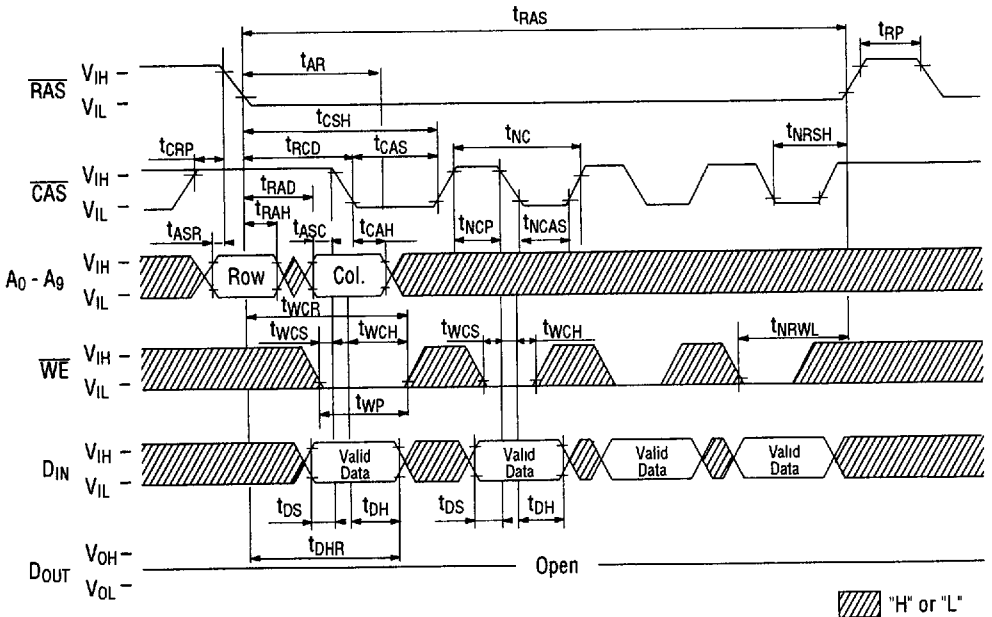 tRAS
tRP
tAR
RAS VIH
VIL
tCSH
tCRP tRCD tCAS tNC tNRSH
CAS VIH
VIL
tRAD
tRAH
tASR tASC tCAH tNCP tNCAS
A0 - A9 VIH
VIL
Row Col.
tWCR
tWCS tWCH tWCS tWCH tNRWL
WE VIH
VIL
tWP
DIN VIH
VIL
Valid Data Valid Data Valid Data Valid Data
tDS tDH tDS tDH
tDHR
DOUT VOH
VOL
Open
"H" or "L"